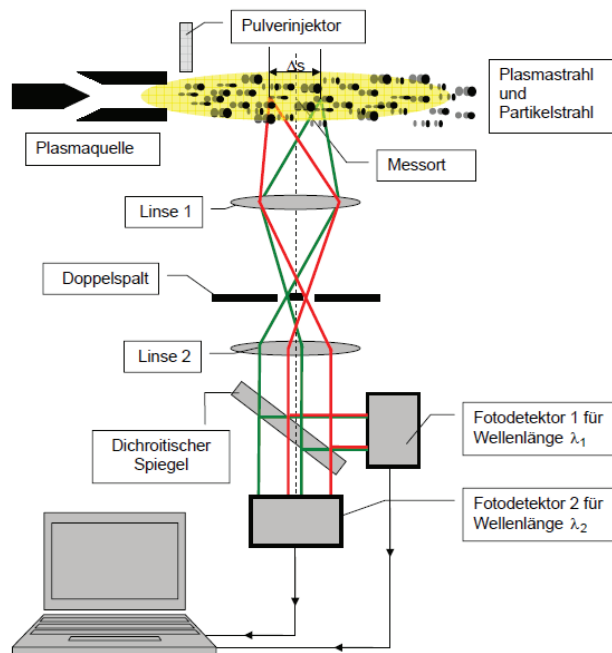 Pulverinjektor
Δs
Plasmastrahl
und
Partikelstrahl
Plasmaquelle
Messort
Linse 1
Doppelspalt
Linse 2
Dichroitischer
Spiegel
Fotodetektor 1 für
Wellenlänge λ₁
Fotodetektor 2 für
Wellenlänge λ₂